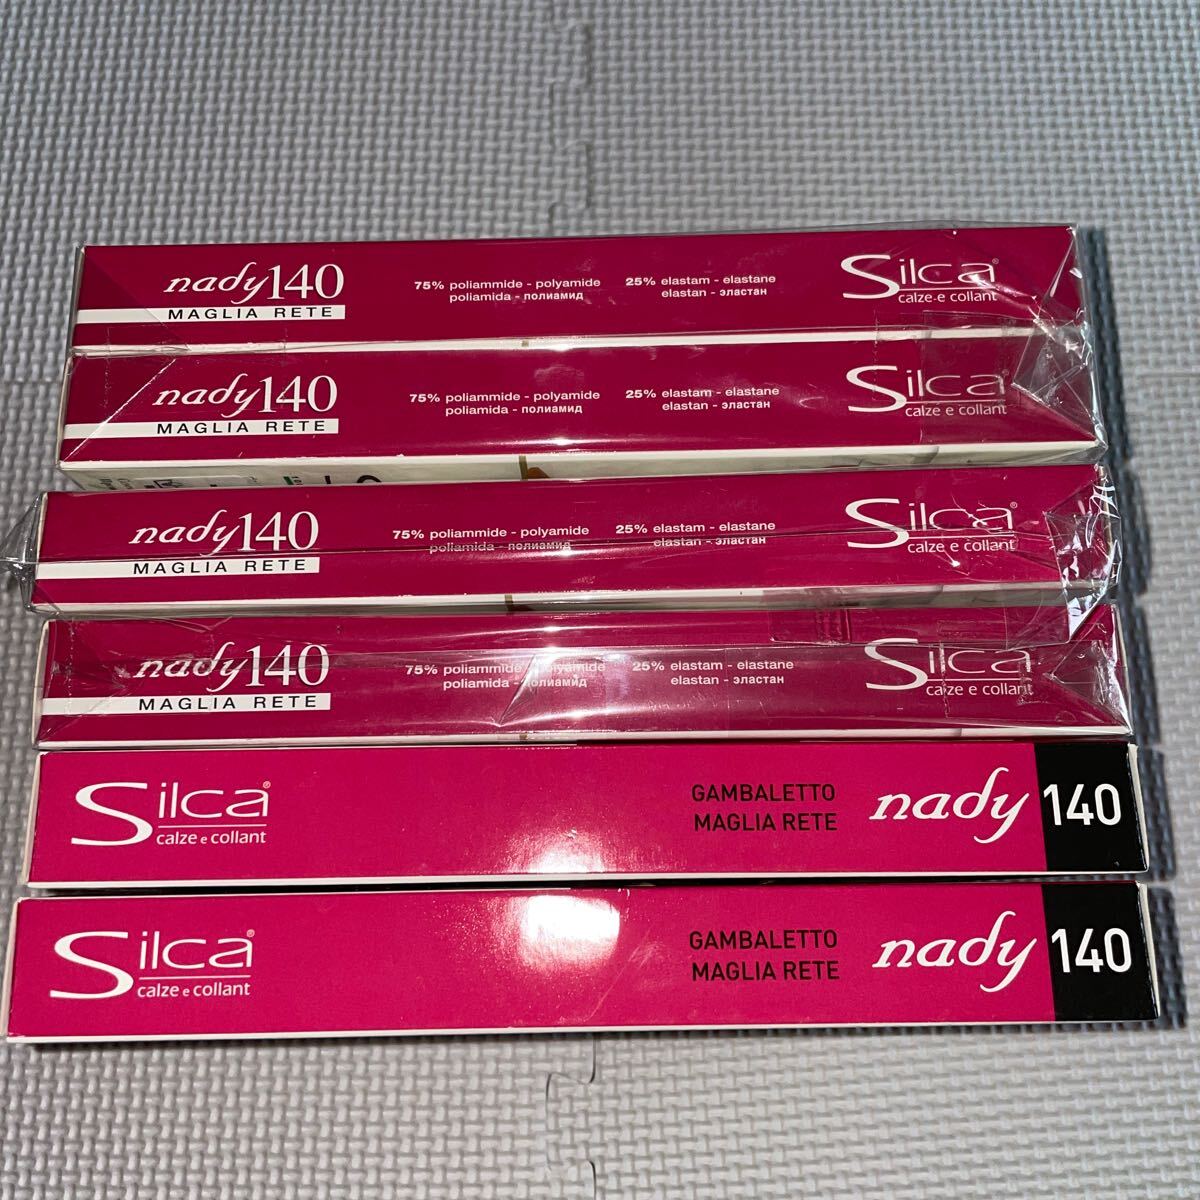 nady140
MAGLIA RETE
75% poliammide - polyamide
poliamida - полиамид
25% elastam - elastane
elastan - эластан
Silca®
calze e collant
nady140
MAGLIA RETE
75% poliammide - polyamide
poliamida - полиамид
25% elastam - elastane
elastan - эластан
Silca
calze e collant
nady140
MAGLIA RETE
75% poliammide - polyamide
poliamida - полиамид
25% elastam - elastane
elastan - эластан
Silca®
calze e collant
nady140
MAGLIA RETE
75% poliammide - polyamide
poliamida - полиамид
25% elastam - elastane
elastan - эластан
Silca
calze e collant
Silca®
calze e collant
GAMBALETTO
MAGLIA RETE
nady 140
Silca®
calze e collant
GAMBALETTO
MAGLIA RETE
nady 140